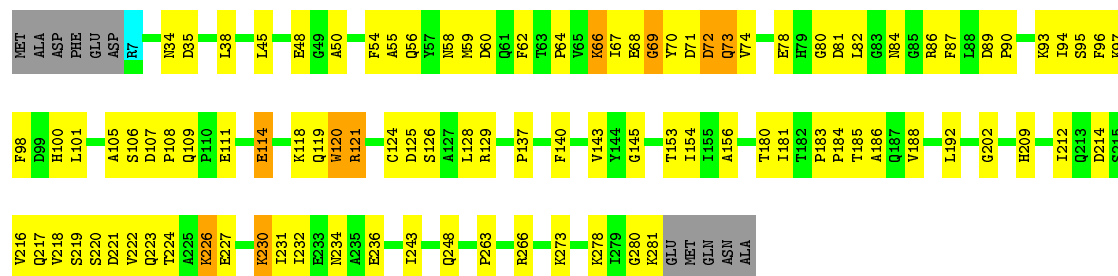 MET ALA ASP PHE GLU ASP R7 N34 D35 L38 L45 E48 G49 A50 F54 A55 Q56 Y57 N58 M59 D60 Q61 F62 T63 P64 V65 K66 I67 E68 G69 Y70 D71 D72 Q73 V74 E78 H79 G80 D81 L82 G83 N84 G85 R86 F87 L88 D89 P90 K93 I94 S95 F96 K97
F98 D99 H100 L101 A105 S106 D107 P108 Q109 P110 E111 E114 K118 Q119 W120 R121 C124 D125 S126 A127 L128 R129 P137 F140 V143 Y144 G145 T153 I154 I155 A156 T180 I181 T182 P183 P184 T185 A186 Q187 V188 L192 G202 H209 I212 Q213 D214 S215
V216 Q217 V218 S219 S220 D221 V222 Q223 T224 A225 K226 E227 K230 I231 I232 E233 N234 A235 E236 I243 Q248 P263 R266 K273 K278 I279 G280 K281 GLU MET GLN ASN ALA